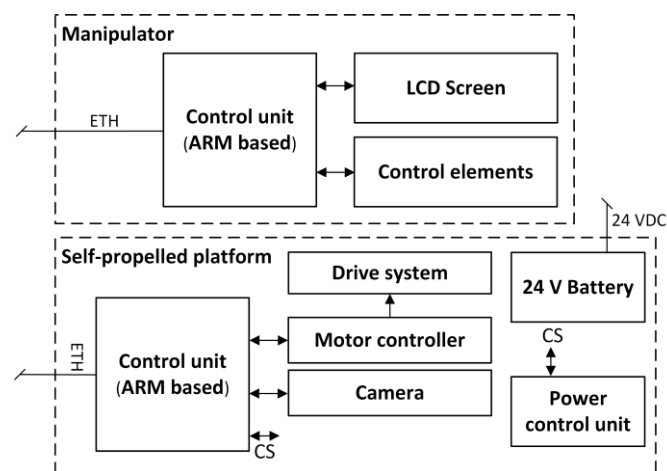 Manipulator
Control unit
(ARM based)
LCD Screen
Control elements
ETH
24 VDC
Self-propelled platform
Drive system
24 V Battery
Motor controller
Control unit
(ARM based)
ETH
Camera
CS
CS
Power
control unit